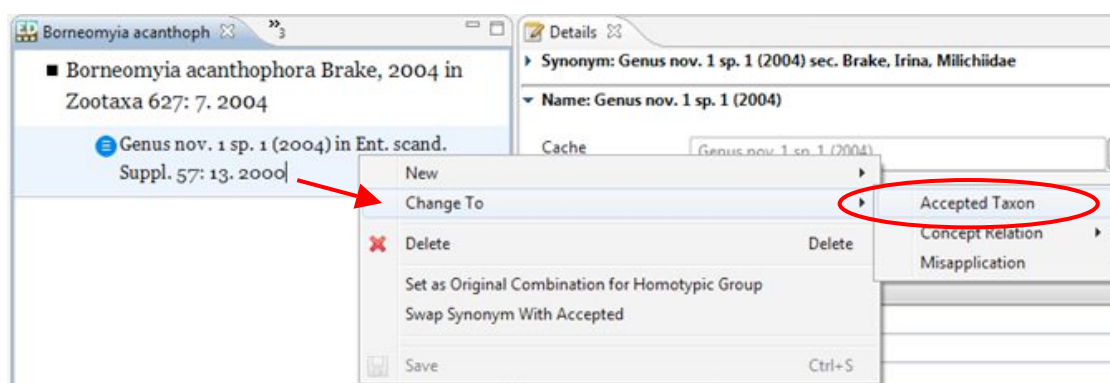 Borneomyia acanthoph
3
Details
Borneomyia acanthophora Brake, 2004 in
Zootaxa 627: 7. 2004
Genus nov. 1 sp. 1 (2004) in Ent. scand.
Suppl. 57: 13. 2000
Synonym: Genus nov. 1 sp. 1 (2004) sec. Brake, Irina, Milichiidae
Name: Genus nov. 1 sp. 1 (2004)
Cache
Genus nov. 1 sp. 1 (2004)
New
Change To
Delete Delete
Set as Original Combination for Homotypic Group
Swap Synonym With Accepted
Save Ctrl+S
Accepted Taxon
Concept Relation
Misapplication